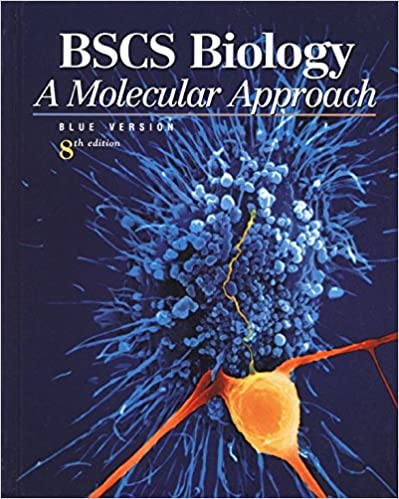 BSCS Biology
A Molecular Approach
BLUE VERSION
8th edition